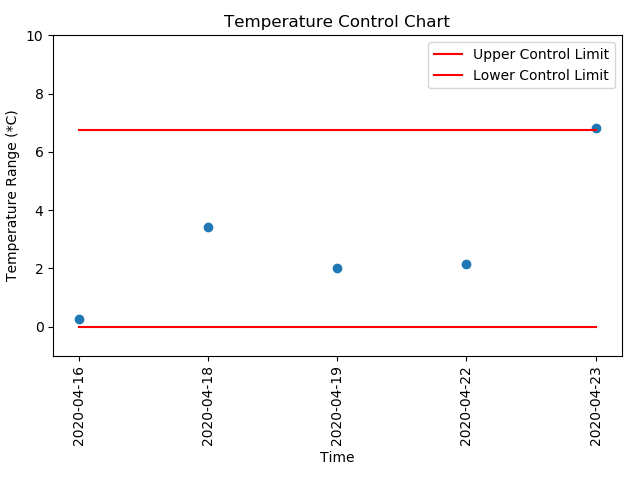 Temperature Control Chart
Upper Control Limit
Lower Control Limit
Temperature Range (*C)
10
8
6
4
2
0
2020-04-16
2020-04-18
2020-04-19
2020-04-22
2020-04-23
Time